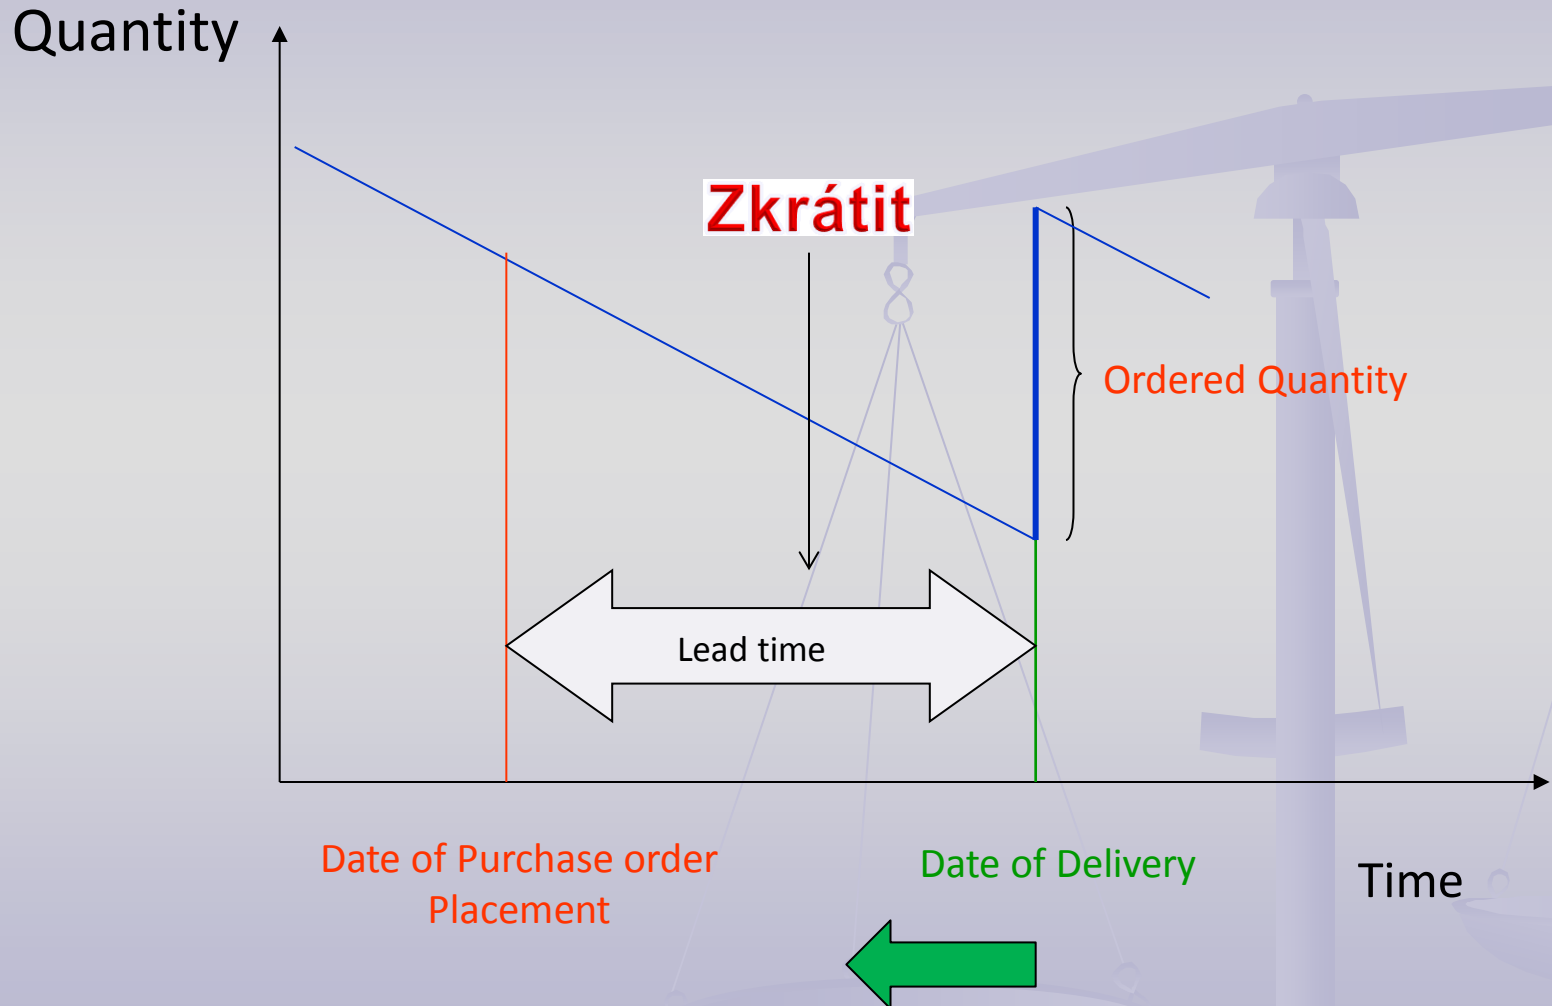 Quantity
Zkrátit
Ordered Quantity
Lead time
Date of Purchase order
Placement
Date of Delivery
Time